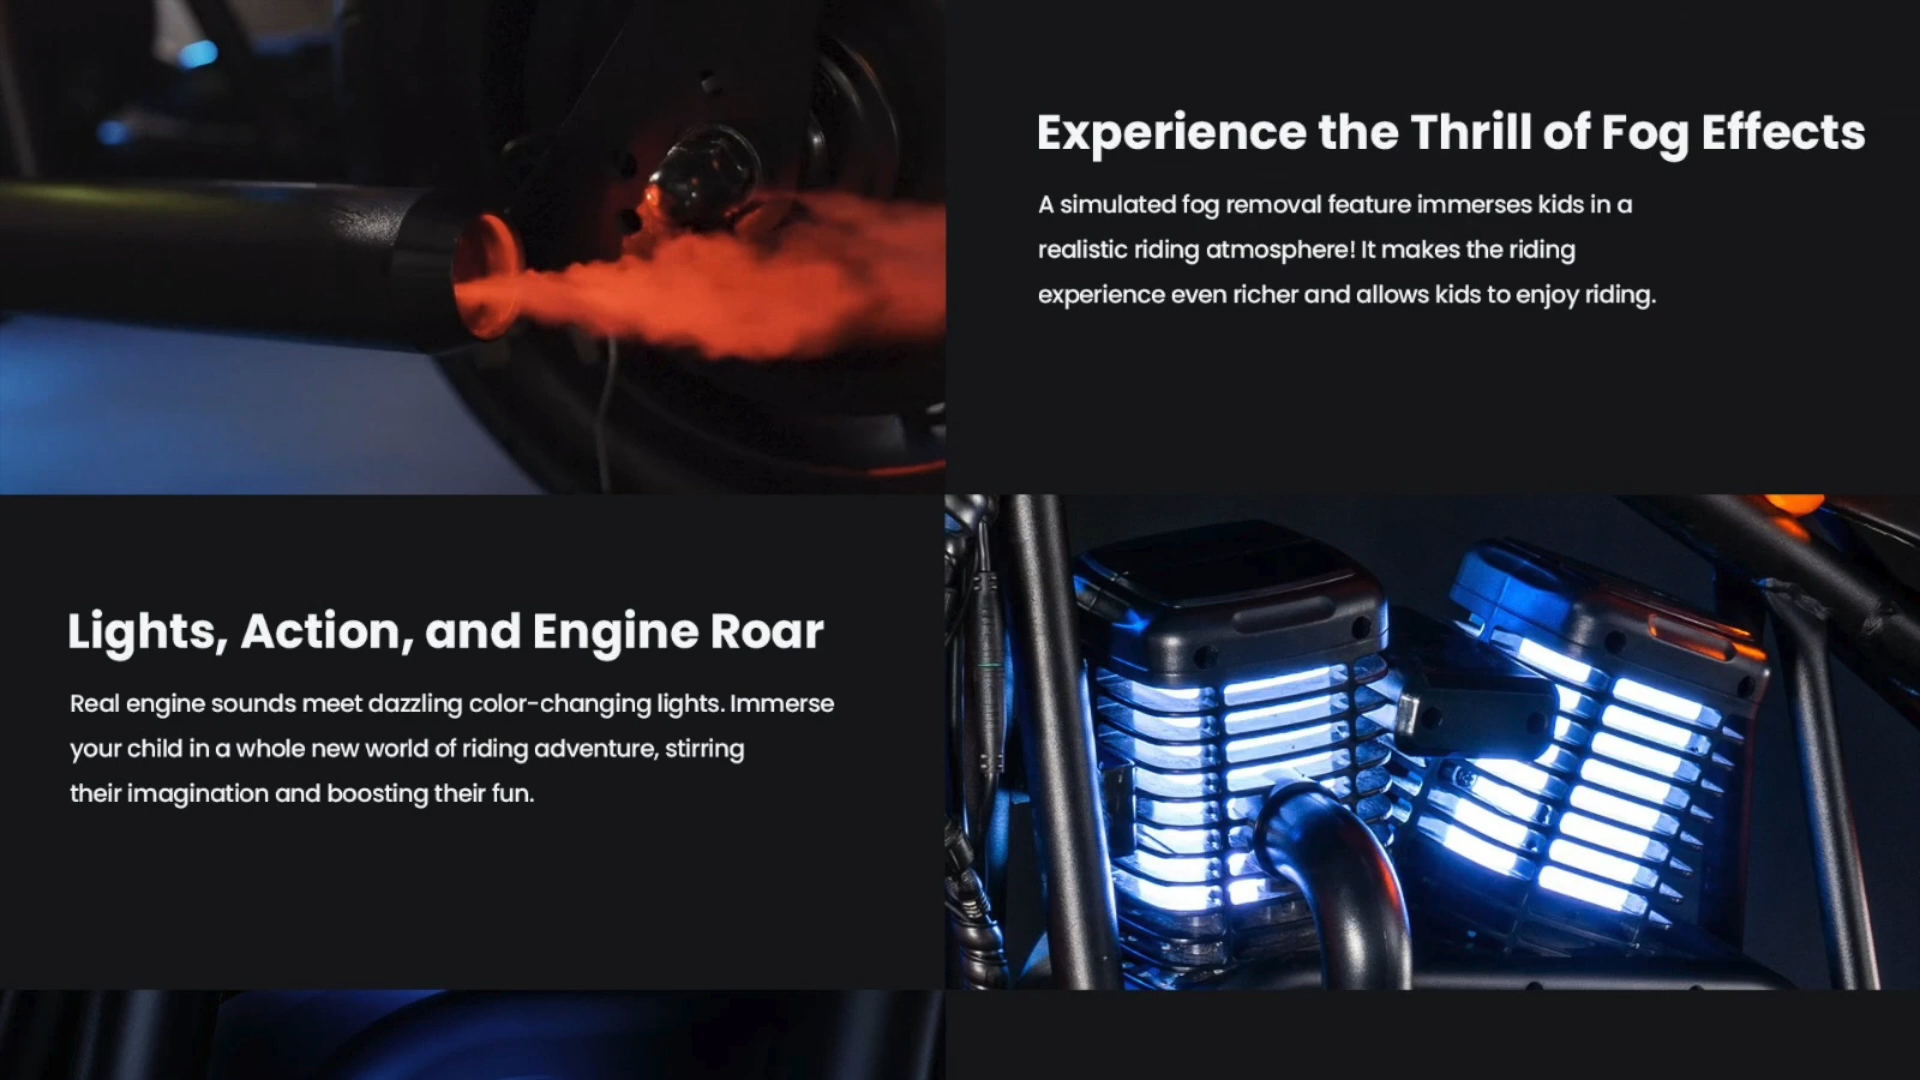 Experience the Thrill of Fog Effects
A simulated fog removal feature immerses kids in a
realistic riding atmosphere! It makes the riding
experience even richer and allows kids to enjoy riding.
Lights, Action, and Engine Roar
Real engine sounds meet dazzling color-changing lights. Immerse
your child in a whole new world of riding adventure, stirring
their imagination and boosting their fun.